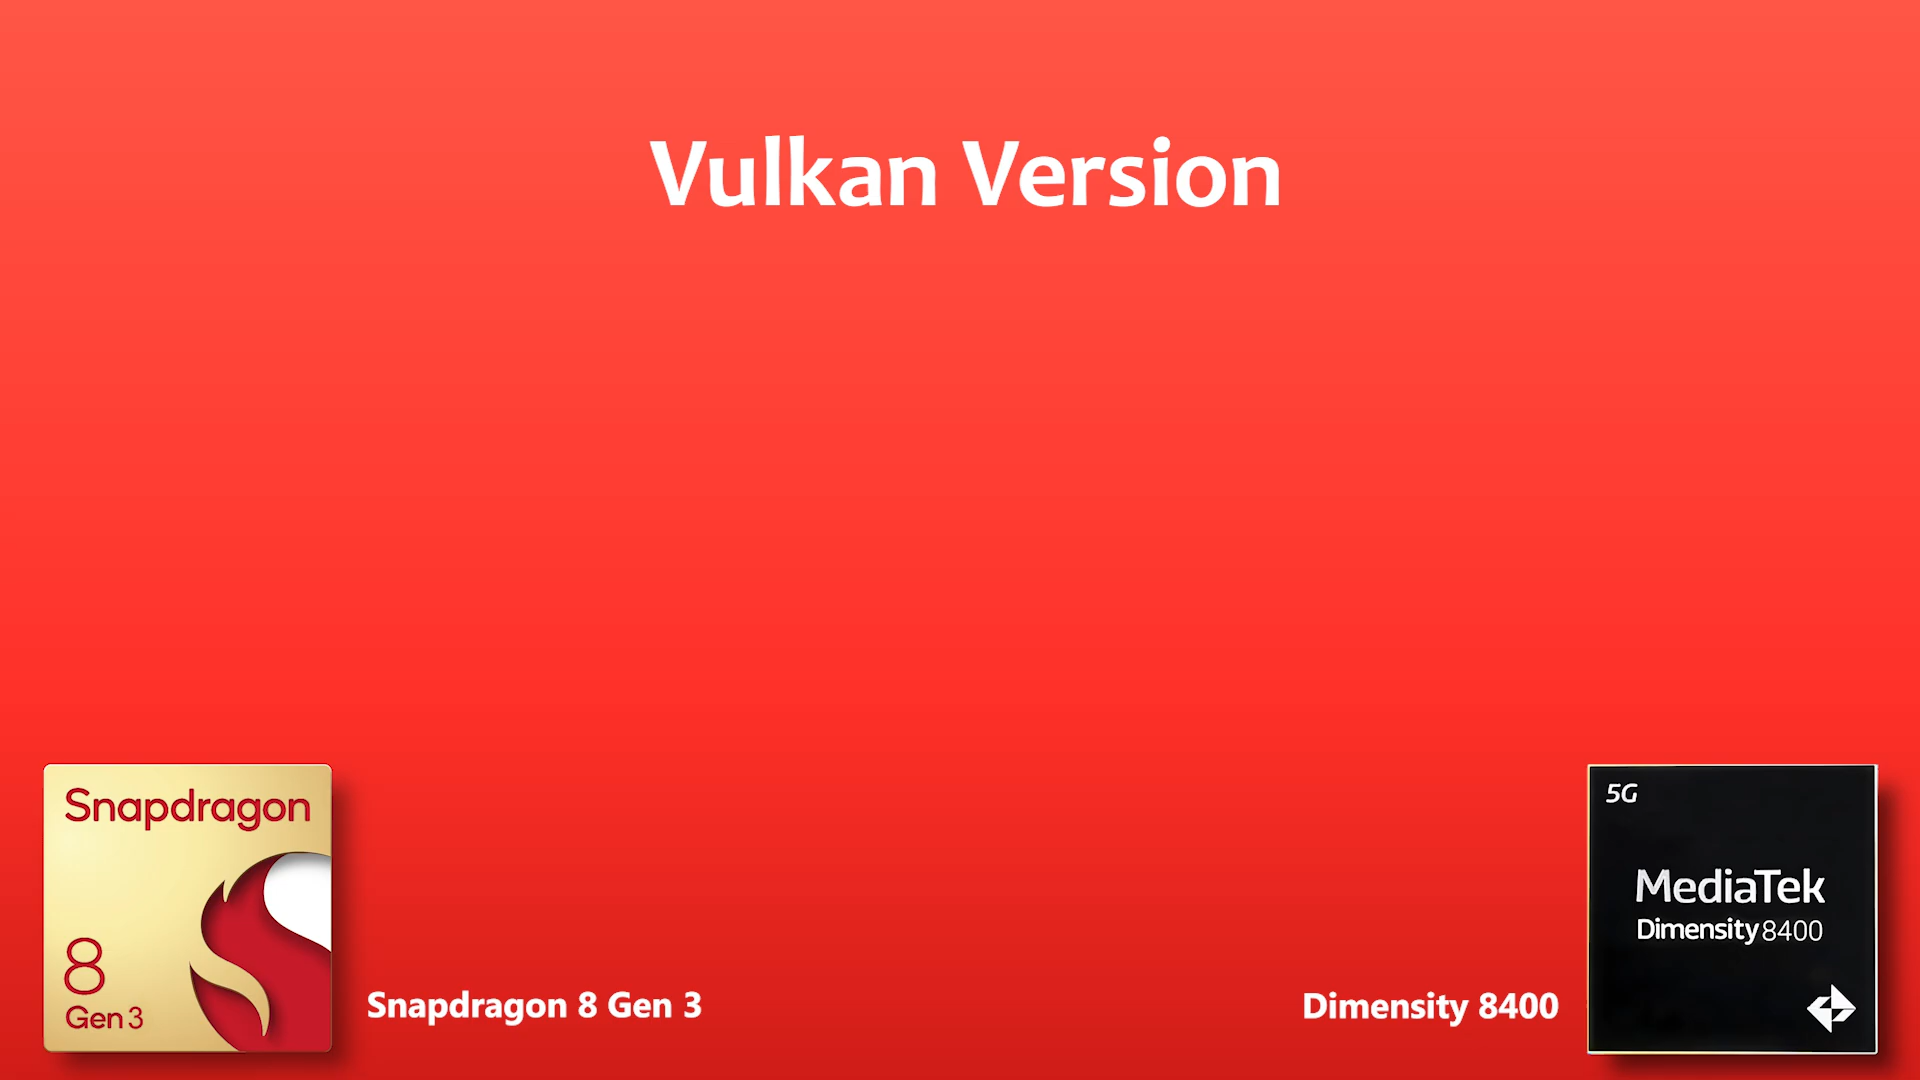 Vulkan Version
Snapdragon
8
Gen 3
Snapdragon 8 Gen 3
Dimensity 8400
5G
MediaTek
Dimensity 8400